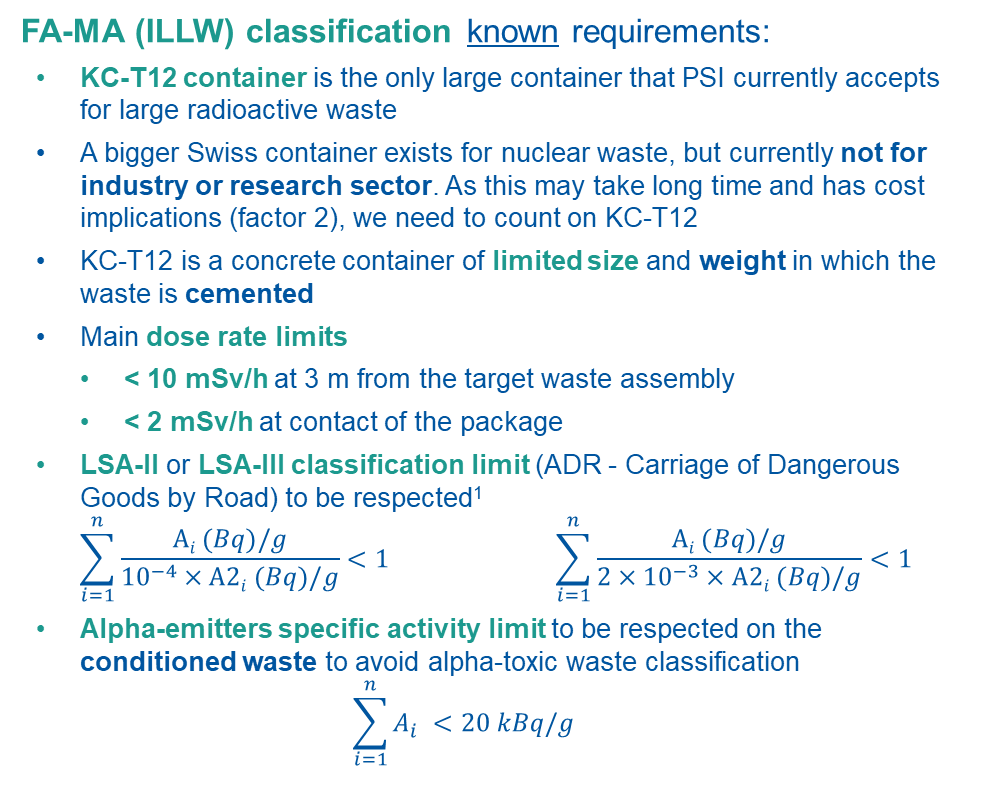 FA-MA (ILLW) classification known requirements:
• KC-T12 container is the only large container that PSI currently accepts
for large radioactive waste
• A bigger Swiss container exists for nuclear waste, but currently not for
industry or research sector. As this may take long time and has cost
implications (factor 2), we need to count on KC-T12
• KC-T12 is a concrete container of limited size and weight in which the
waste is cemented
• Main dose rate limits
• < 10 mSv/h at 3 m from the target waste assembly
• < 2 mSv/h at contact of the package
• LSA-II or LSA-III classification limit (ADR - Carriage of Dangerous
Goods by Road) to be respected¹
∑_{i=1}^{n} A_i (Bq)/g / 10⁻⁴ × A2_i (Bq)/g < 1
∑_{i=1}^{n} A_i (Bq)/g / 2 × 10⁻³ × A2_i (Bq)/g < 1
• Alpha-emitters specific activity limit to be respected on the
conditioned waste to avoid alpha-toxic waste classification
∑_{i=1}^{n} A_i < 20 kBq/g